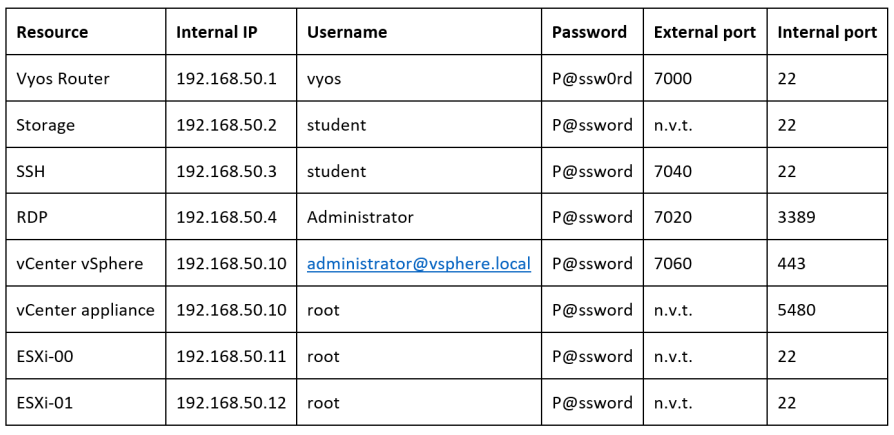 Resource Internal IP Username Password External port Internal port
Vyos Router 192.168.50.1 vyos P@ssw0rd 7000 22
Storage 192.168.50.2 student P@ssword n.v.t. 22
SSH 192.168.50.3 student P@ssword 7040 22
RDP 192.168.50.4 Administrator P@ssword 7020 3389
vCenter vSphere 192.168.50.10 administrator@vsphere.local P@ssword 7060 443
vCenter appliance 192.168.50.10 root P@ssword n.v.t. 5480
ESXi-00 192.168.50.11 root P@ssword n.v.t. 22
ESXi-01 192.168.50.12 root P@ssword n.v.t. 22